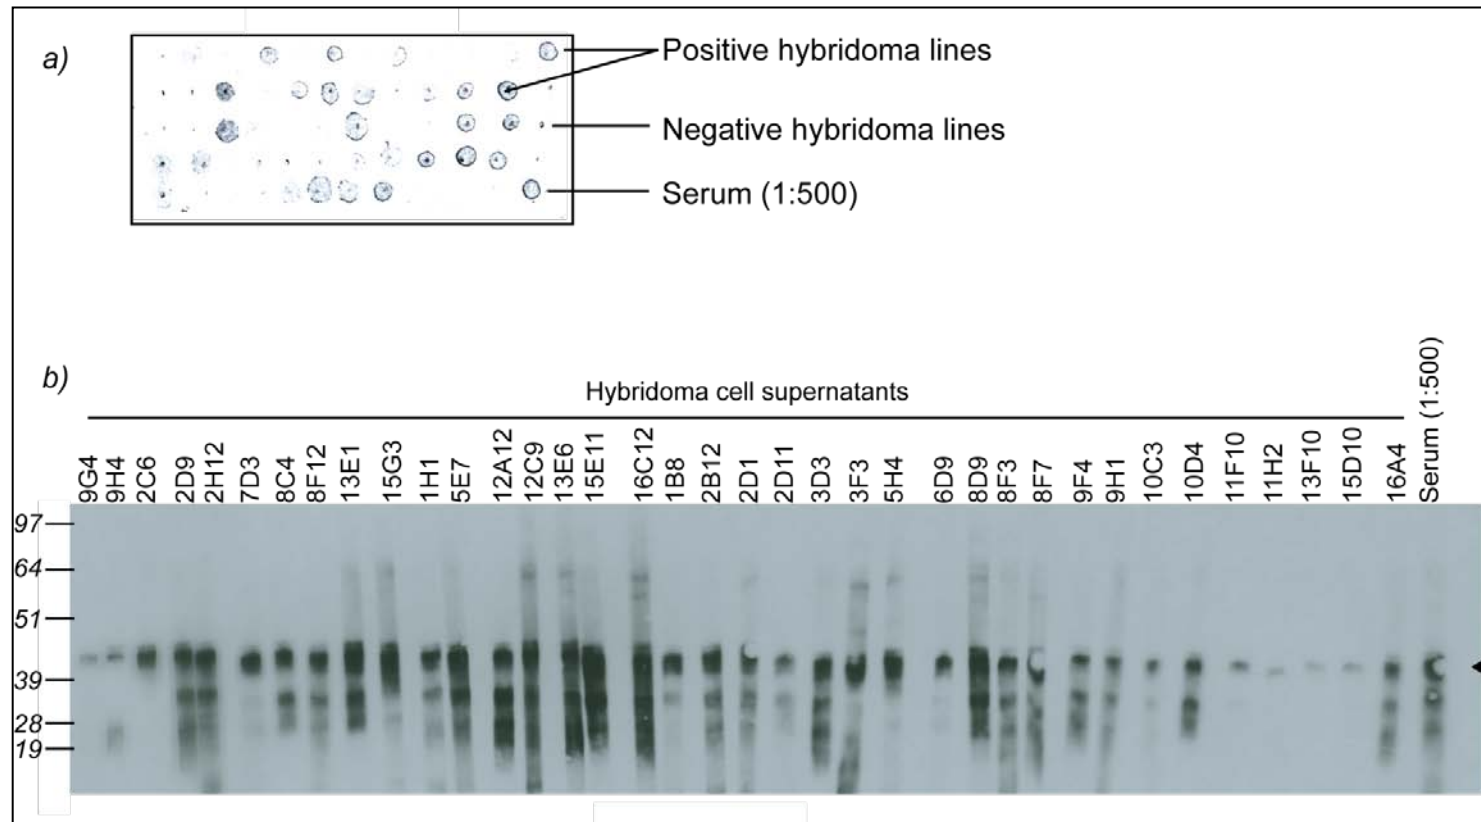 a)
Positive hybridoma lines
Negative hybridoma lines
Serum (1:500)
b)
Hybridoma cell supernatants
9G4 9H4 2C6 2D9 2H12 7D3 8C4 8F12 13E1 15G3 1H1 5E7 12A12 12C9 13E6 15E11 16C12 1B8 2B12 2D1 2D11 3D3 3F3 5H4 6D9 8D9 8F3 8F7 9F4 9H1 10C3 10D4 11F10 11H2 13F10 15D10 16A4 Serum (1:500)
97
64
51
39
28
19